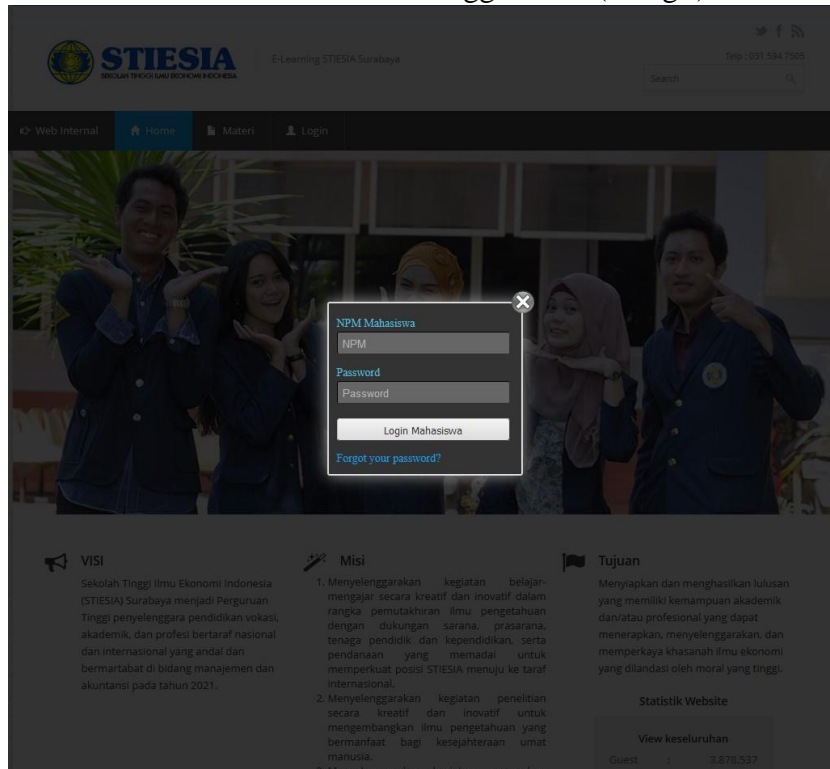 STIESIA
SEKOLAH TINGGI ILMU EKONOMI INDONESIA
E-Learning STIESIA Surabaya
Telp : 031 594 7505
Search
Web Internal
Home
Materi
Login
NPM Mahasiswa
NPM
Password
Password
Login Mahasiswa
Forgot your password?
VISI
Sekolah Tinggi Ilmu Ekonomi Indonesia
(STIESIA) Surabaya menjadi Perguruan
Tinggi penyelenggara pendidikan vokasi,
akademik, dan profesi bertaraf nasional
dan internasional yang andal dan
bermartabat di bidang manajemen dan
akuntansi pada tahun 2021.
Misi
1. Menyelenggarakan kegiatan belajar-
mengajar secara kreatif dan inovatif dalam
rangka pemutakhiran ilmu pengetahuan
dengan dukungan sarana, prasarana,
tenaga pendidik dan kependidikan, serta
pendanaan yang memadai untuk
memperkuat posisi STIESIA menuju ke taraf
internasional.
2. Menyelenggarakan kegiatan penelitian
secara kreatif dan inovatif untuk
mengembangkan ilmu pengetahuan yang
bermanfaat bagi kesejahteraan umat
manusia.
Tujuan
Menyiapkan dan menghasilkan lulusan
yang memiliki kemampuan akademik
dan/atau profesional yang dapat
menerapkan, menyelenggarakan, dan
memperkaya khasanah ilmu ekonomi
yang dilandasi oleh moral yang tinggi.
Statistik Website
View keseluruhan
Guest : 3.878.537